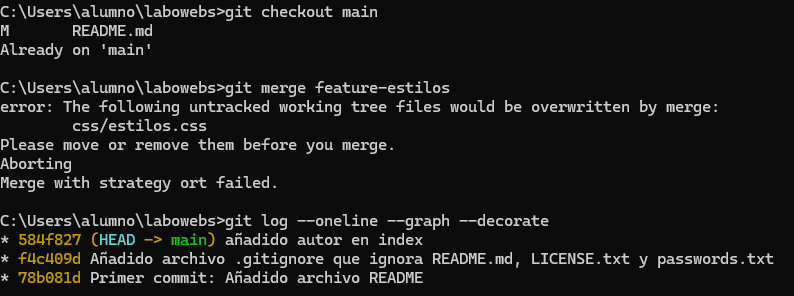 C:\Users\alumno\labowebs>git checkout main
M       README.md
Already on 'main'
C:\Users\alumno\labowebs>git merge feature-estilos
error: The following untracked working tree files would be overwritten by merge:
        css/estilos.css
Please move or remove them before you merge.
Aborting
Merge with strategy ort failed.
C:\Users\alumno\labowebs>git log --oneline --graph --decorate
* 584f827 (HEAD -> main) añadido autor en index
* f4c409d Añadido archivo .gitignore que ignora README.md, LICENSE.txt y passwords.txt
* 78b081d Primer commit: Añadido archivo README